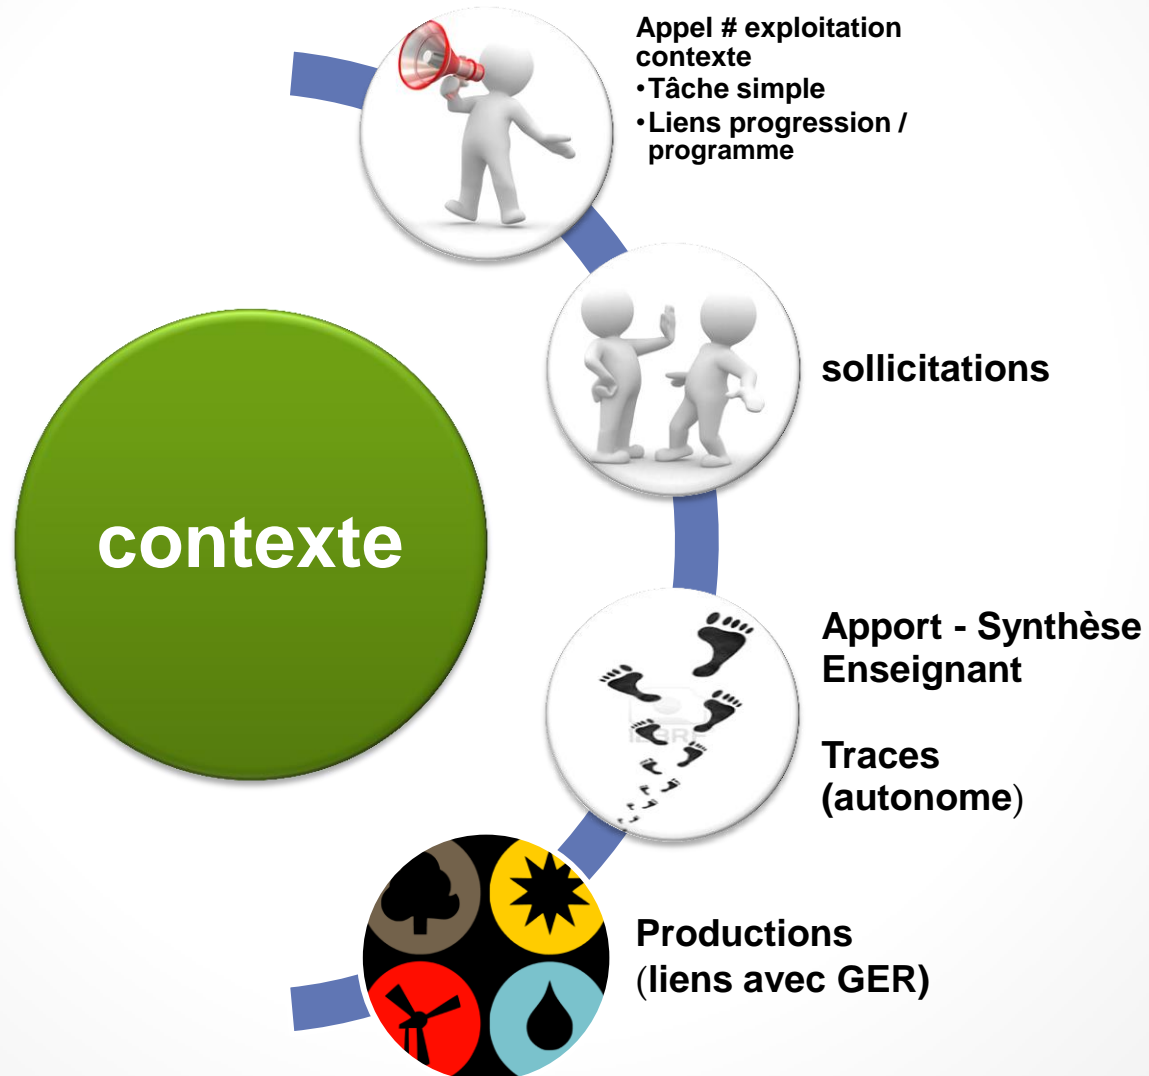 Appel # exploitation
contexte
•Tâche simple
•Liens progression /
programme
sollicitations
contexte
Apport - Synthèse
Enseignant
Traces
(autonome)
Productions
(liens avec GER)